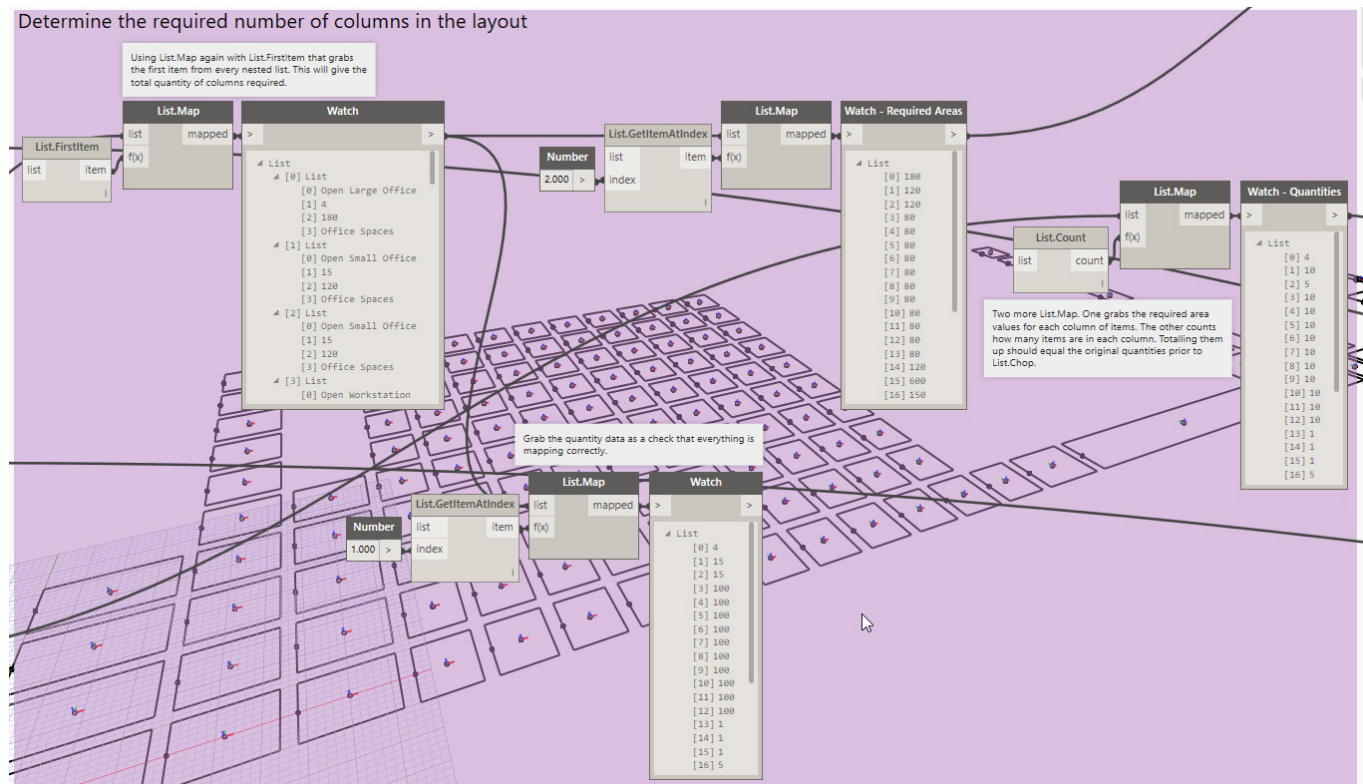 Determine the required number of columns in the layout
Using List.Map again with List.FirstItem that grabs
the first item from every nested list. This will give the
total quantity of columns required.
List.FirstItem
list item
List.Map
list mapped
f(x)
Watch
> >
List
[0] List
[0] Open Large Office
[1] 4
[2] 180
[3] Office Spaces
[1] List
[0] Open Small Office
[1] 15
[2] 120
[3] Office Spaces
[2] List
[0] Open Small Office
[1] 15
[2] 120
[3] Office Spaces
[3] List
[0] Open Workstation
Number
2.000 >
List.GetItemAtIndex
list item
index
List.Map
list mapped
f(x)
Watch - Required Areas
> >
List
[0] 180
[1] 120
[2] 120
[3] 80
[4] 80
[5] 80
[6] 80
[7] 80
[8] 80
[9] 80
[10] 80
[11] 80
[12] 80
[13] 80
[14] 120
[15] 600
[16] 150
List.Count
list count
List.Map
list mapped
f(x)
Watch - Quantities
> >
List
[0] 4
[1] 10
[2] 5
[3] 10
[4] 10
[5] 10
[6] 10
[7] 10
[8] 10
[9] 10
[10] 10
[11] 10
[12] 10
[13] 1
[14] 1
[15] 1
[16] 5
Two more List.Map. One grabs the required area
values for each column of items. The other counts
how many items are in each column. Totalling them
up should equal the original quantities prior to
List.Chop.
Grab the quantity data as a check that everything is
mapping correctly.
Number
1.000 >
List.GetItemAtIndex
list item
index
List.Map
list mapped
f(x)
Watch
> >
List
[0] 4
[1] 15
[2] 15
[3] 100
[4] 100
[5] 100
[6] 100
[7] 100
[8] 100
[9] 100
[10] 100
[11] 100
[12] 100
[13] 1
[14] 1
[15] 1
[16] 5